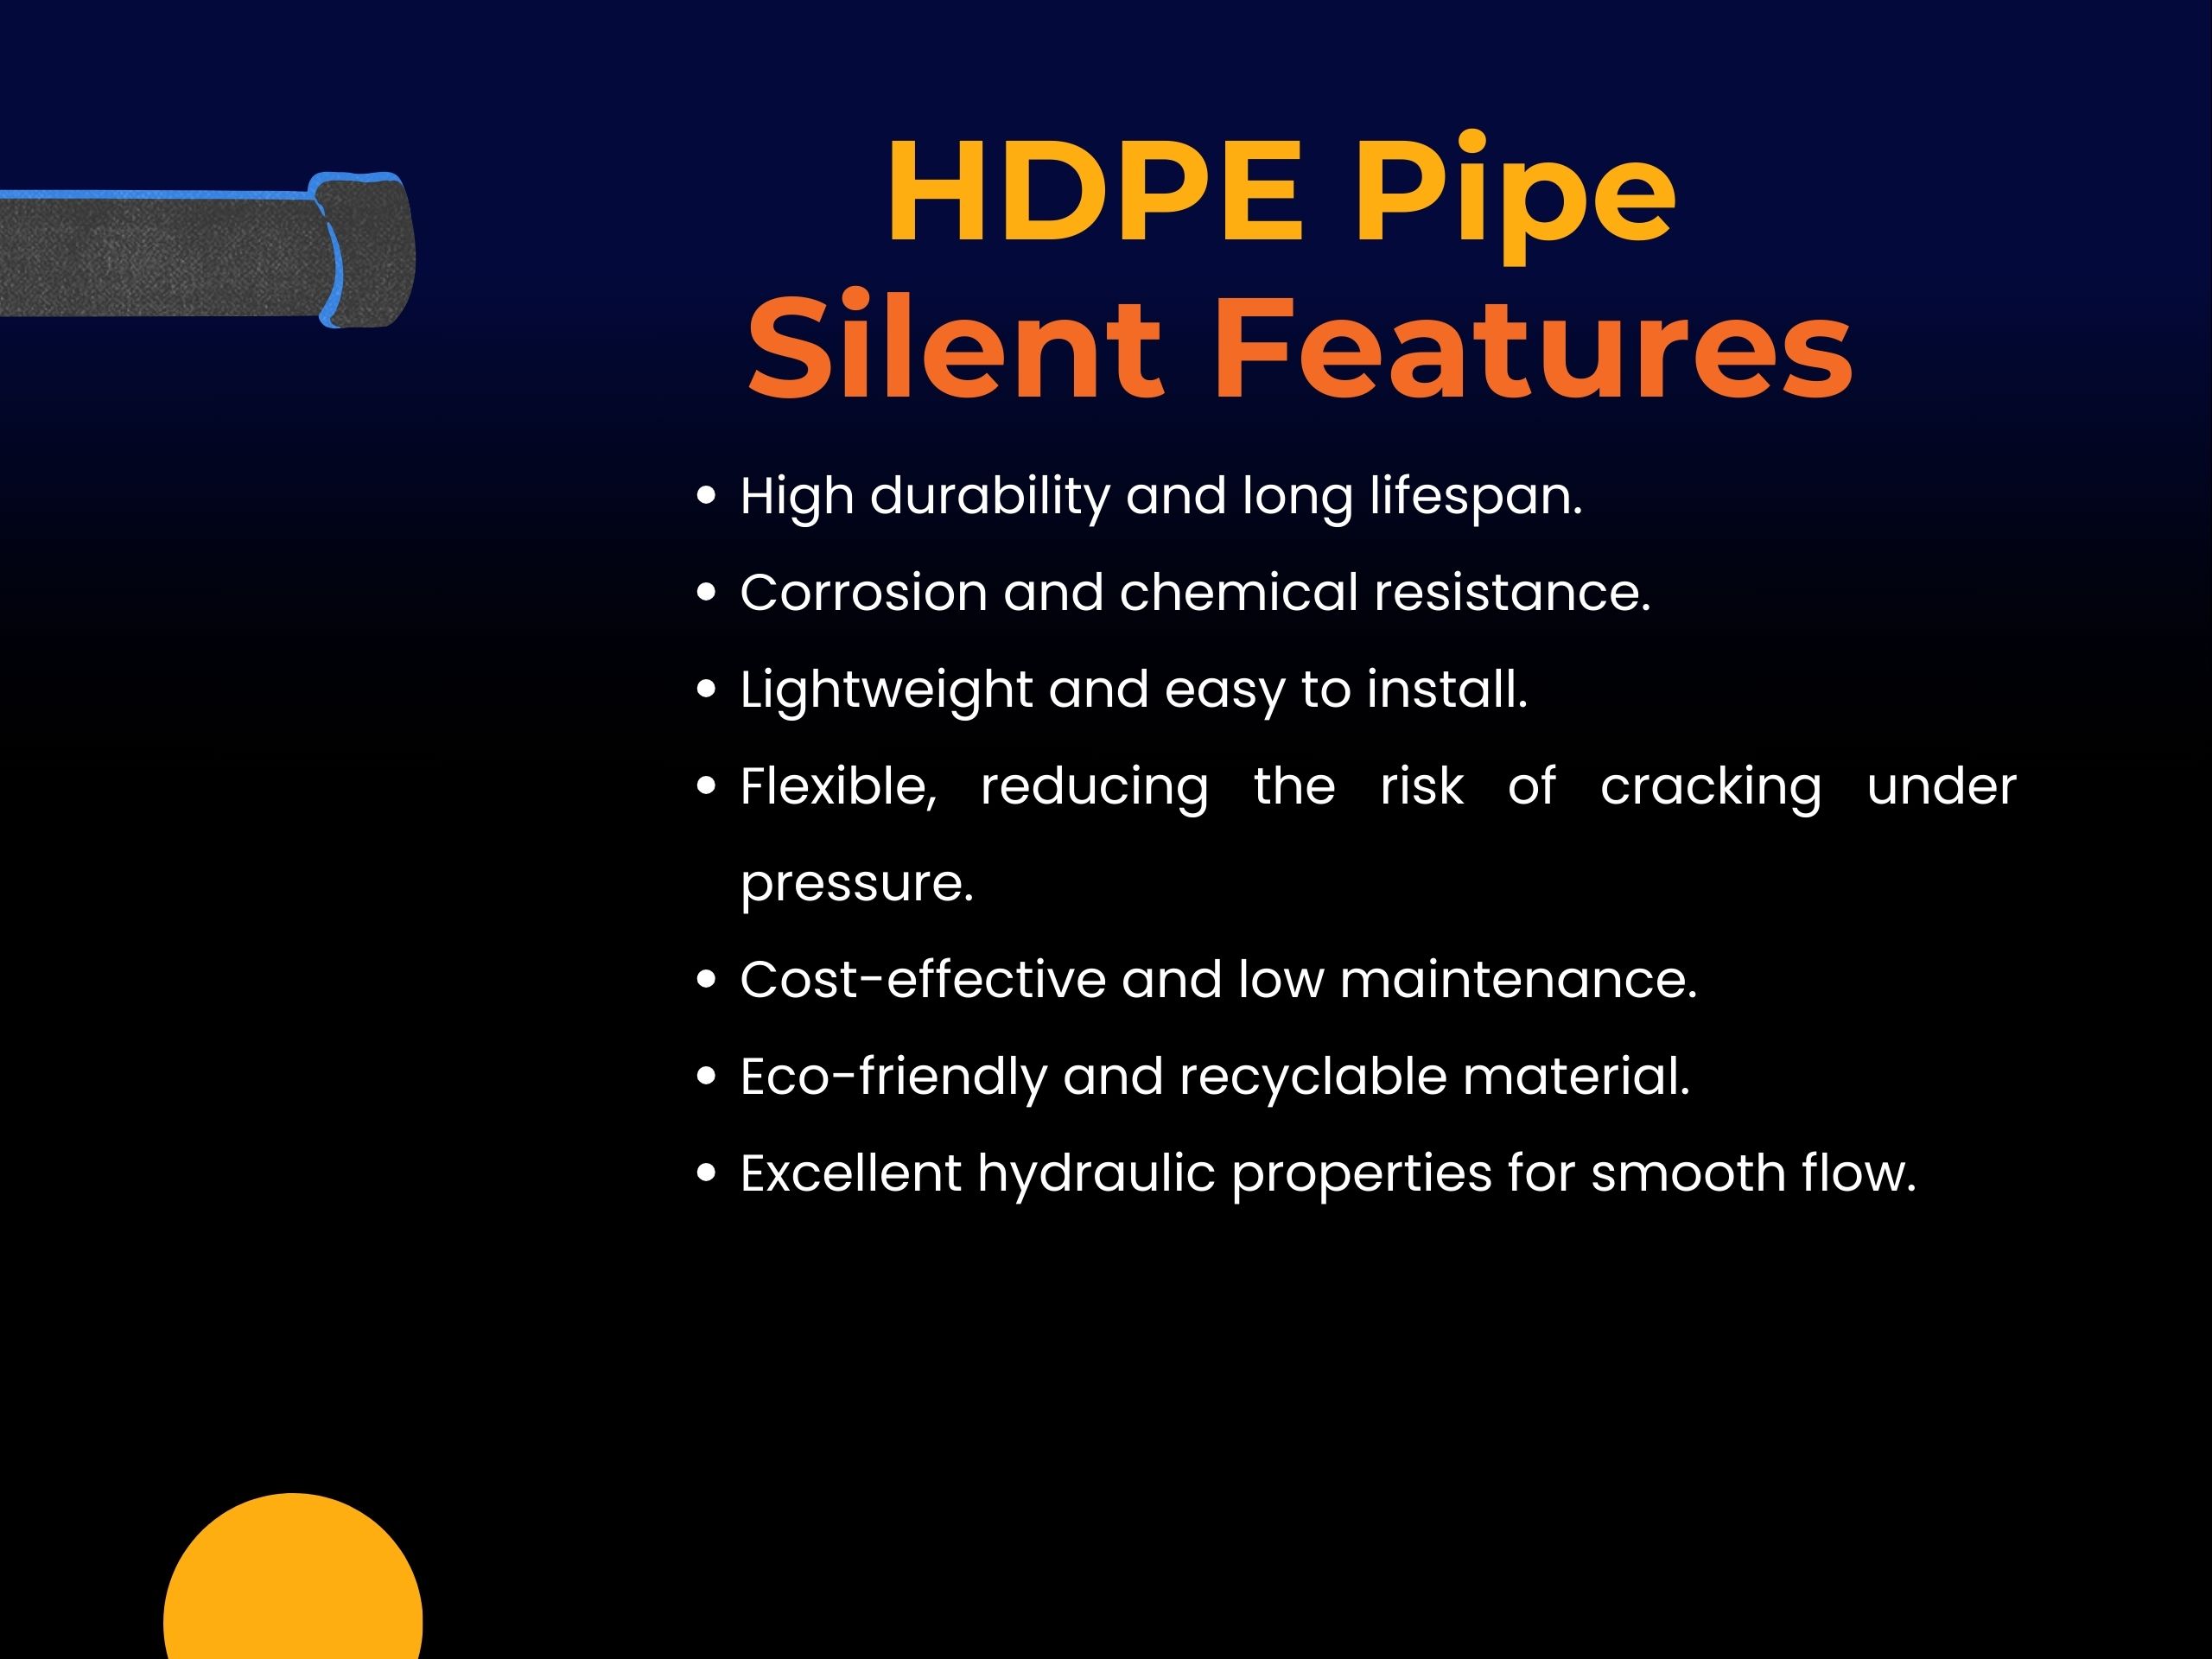 HDPE Pipe
Silent Features
• High durability and long lifespan.
• Corrosion and chemical resistance.
• Lightweight and easy to install.
• Flexible, reducing the risk of cracking under
pressure.
• Cost-effective and low maintenance.
• Eco-friendly and recyclable material.
• Excellent hydraulic properties for smooth flow.